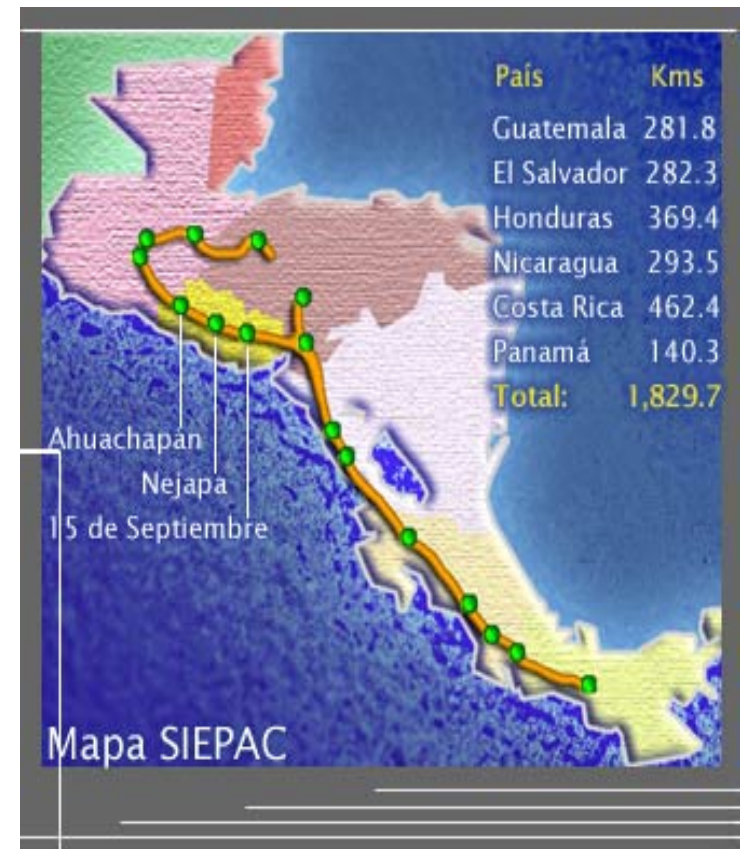 País Kms
Guatemala 281.8
El Salvador 282.3
Honduras 369.4
Nicaragua 293.5
Costa Rica 462.4
Panamá 140.3
Total: 1,829.7
Ahuachapán
Nejapa
15 de Septiembre
Mapa SIEPAC